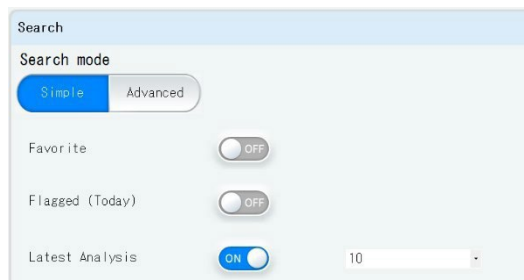 Search
Search mode
Simple Advanced
Favorite OFF
Flagged (Today) OFF
Latest Analysis ON 10